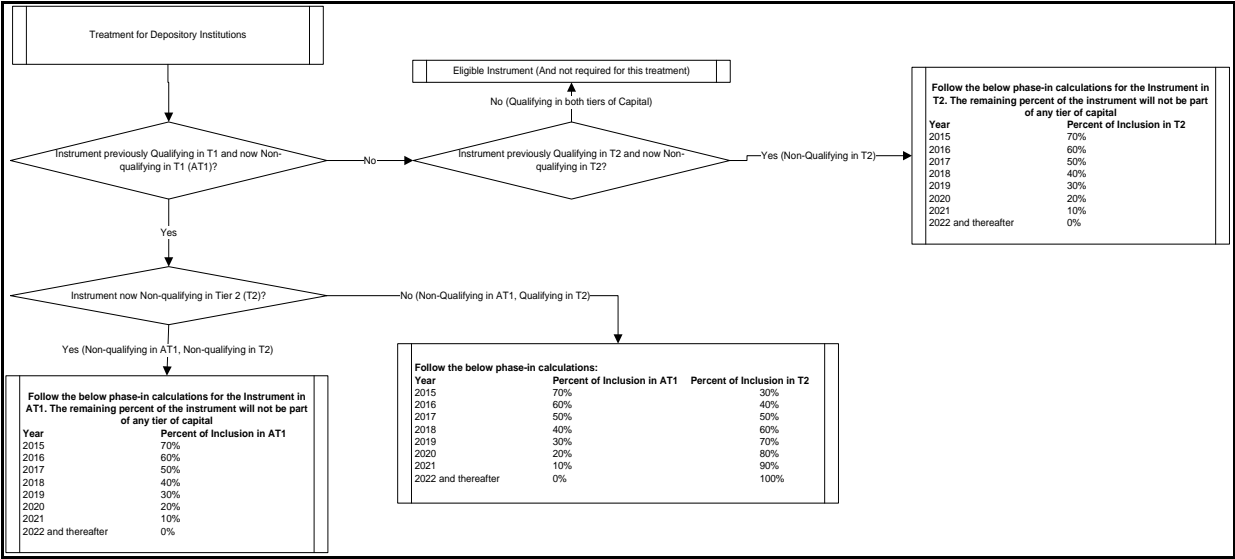 Treatment for Depository Institutions
Eligible Instrument (And not required for this treatment)
No (Qualifying in both tiers of Capital)
Instrument previously Qualifying in T1 and now Non-
qualifying in T1 (AT1)?
No
Instrument previously Qualifying in T2 and now Non-
qualifying in T2?
Yes (Non-Qualifying in T2)
Follow the below phase-in calculations for the Instrument in
T2. The remaining percent of the instrument will not be part
of any tier of capital
Year Percent of Inclusion in T2
2015 70%
2016 60%
2017 50%
2018 40%
2019 30%
2020 20%
2021 10%
2022 and thereafter 0%
Yes
Instrument now Non-qualifying in Tier 2 (T2)?
No (Non-Qualifying in AT1, Qualifying in T2)
Yes (Non-qualifying in AT1, Non-qualifying in T2)
Follow the below phase-in calculations for the Instrument in
AT1. The remaining percent of the instrument will not be part
of any tier of capital
Year Percent of Inclusion in AT1
2015 70%
2016 60%
2017 50%
2018 40%
2019 30%
2020 20%
2021 10%
2022 and thereafter 0%
Follow the below phase-in calculations:
Year Percent of Inclusion in AT1 Percent of Inclusion in T2
2015 70% 30%
2016 60% 40%
2017 50% 50%
2018 40% 60%
2019 30% 70%
2020 20% 80%
2021 10% 90%
2022 and thereafter 0% 100%